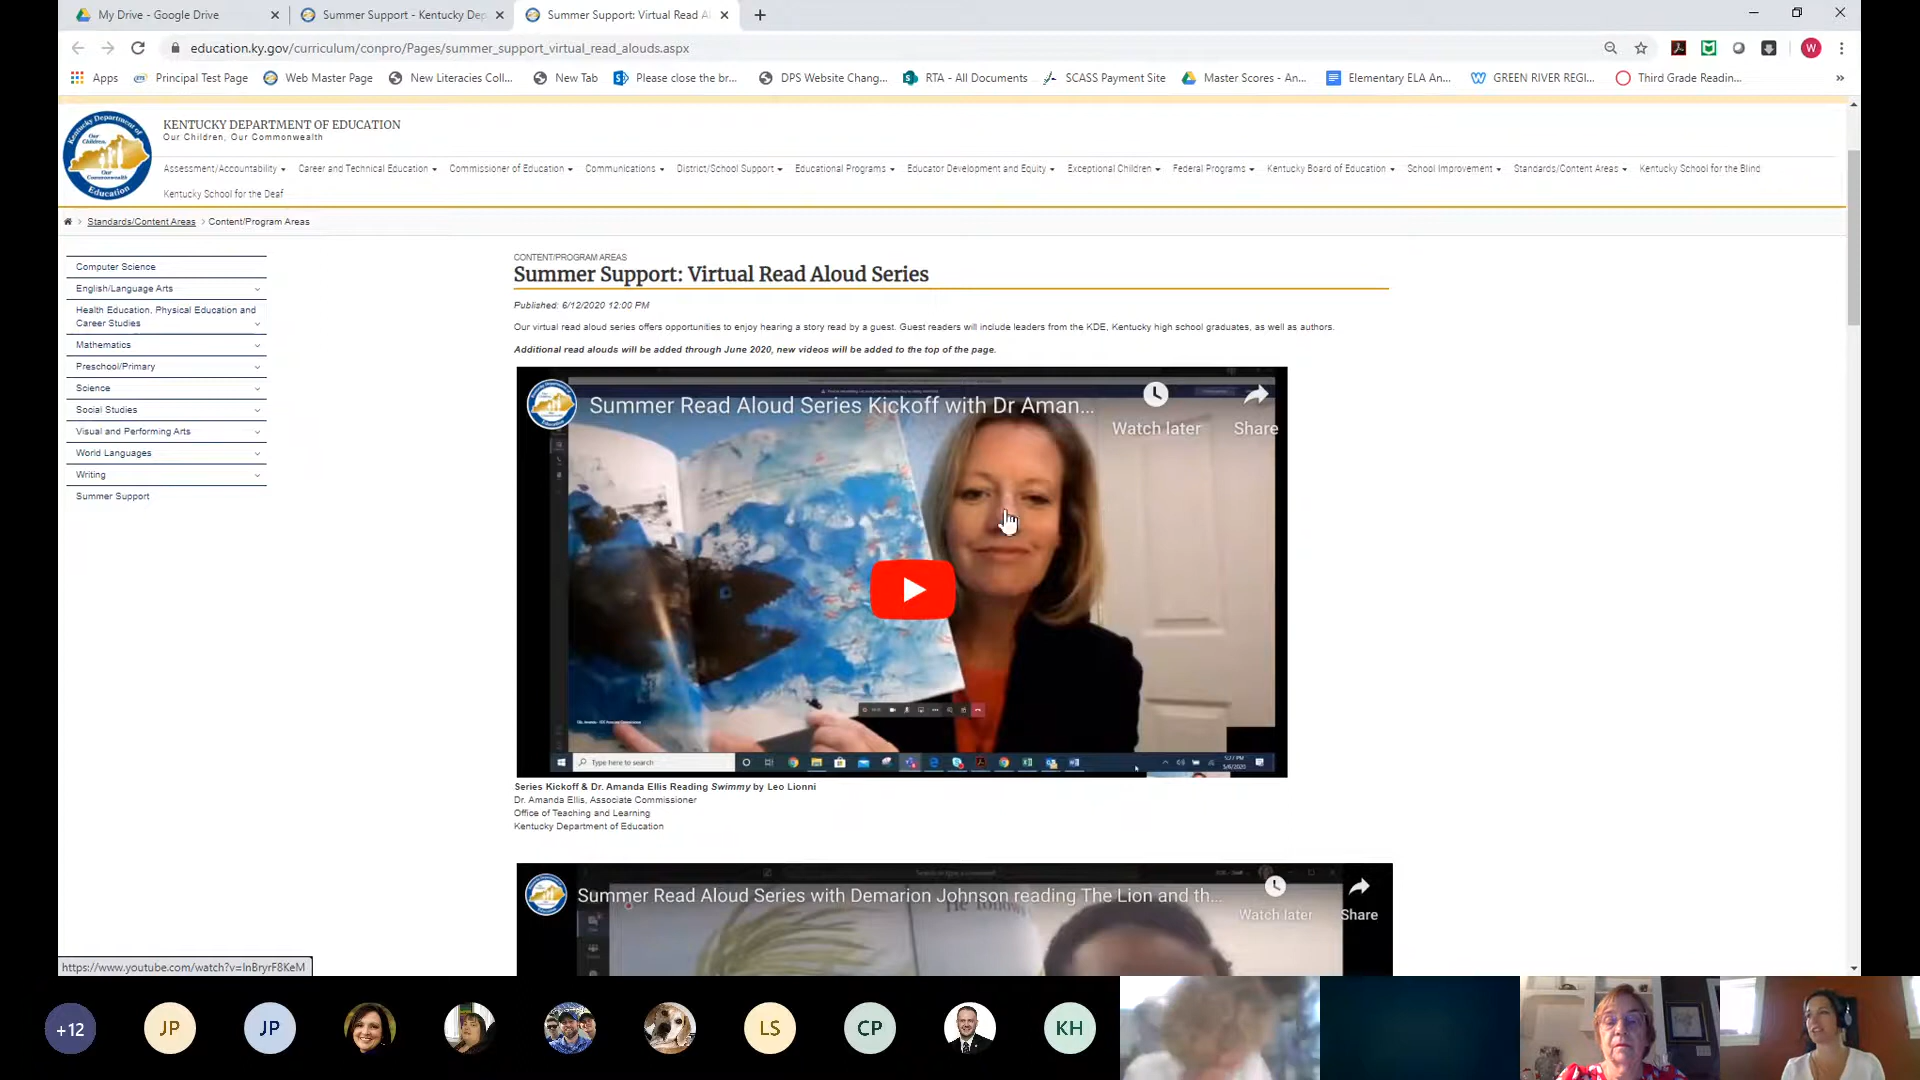 My Drive - Google Drive
Summer Support - Kentucky Dep
Summer Support: Virtual Read Al
education.ky.gov/curriculum/conpro/Pages/summer_support_virtual_read_alouds.aspx
W
Apps
Principal Test Page
Web Master Page
New Literacies Coll...
New Tab
Please close the br...
DPS Website Chang...
RTA - All Documents
SCASS Payment Site
Master Scores - An...
Elementary ELA An...
GREEN RIVER REGI...
Third Grade Readin...
KENTUCKY DEPARTMENT OF EDUCATION
Our Children, Our Commonwealth
Assessment/Accountability
Career and Technical Education
Commissioner of Education
Communications
District/School Support
Educational Programs
Educator Development and Equity
Exceptional Children
Federal Programs
Kentucky Board of Education
School Improvement
Standards/Content Areas
Kentucky School for the Blind
Kentucky School for the Deaf
Standards/Content Areas > Content/Program Areas
Computer Science
English/Language Arts
Health Education, Physical Education and
Career Studies
Mathematics
Preschool/Primary
Science
Social Studies
Visual and Performing Arts
World Languages
Writing
Summer Support
CONTENT/PROGRAM AREAS
Summer Support: Virtual Read Aloud Series
Published: 6/12/2020 12:00 PM
Our virtual read aloud series offers opportunities to enjoy hearing a story read by a guest. Guest readers will include leaders from the KDE, Kentucky high school graduates, as well as authors.
Additional read alouds will be added through June 2020, new videos will be added to the top of the page.
Summer Read Aloud Series Kickoff with Dr Aman...
Watch later
Share
Type here to search
5:27 PM
5/6/2020
Series Kickoff & Dr. Amanda Ellis Reading Swimmy by Leo Lionni
Dr. Amanda Ellis, Associate Commissioner
Office of Teaching and Learning
Kentucky Department of Education
Summer Read Aloud Series with Demarion Johnson reading The Lion and th...
Watch later
Share
https://www.youtube.com/watch?v=InBryrF8KeM
+12
JP
JP
LS
CP
KH